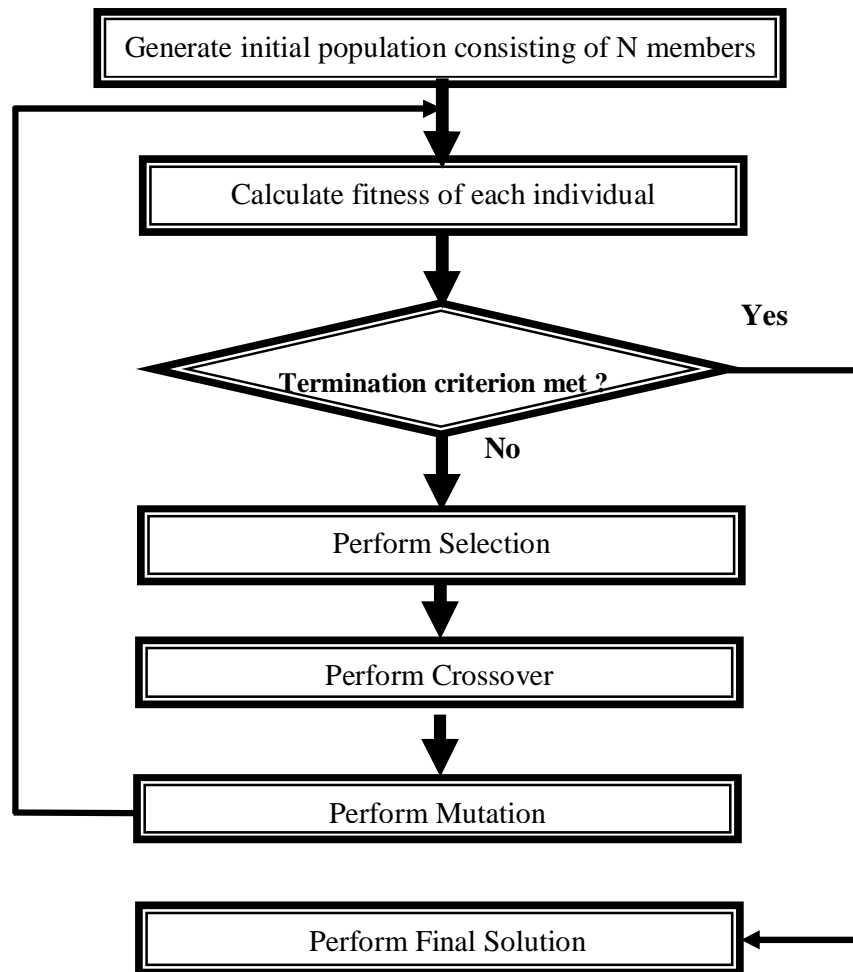 Generate initial population consisting of N members
Calculate fitness of each individual
Yes
Termination criterion met ?
No
Perform Selection
Perform Crossover
Perform Mutation
Perform Final Solution